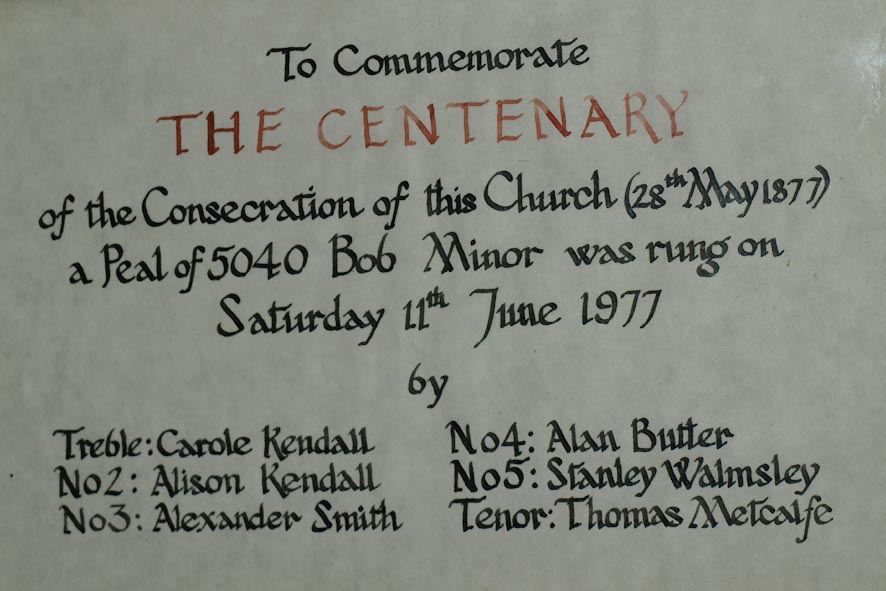 To Commemorate
THE CENTENARY
of the Consecration of this Church (28th May 1877)
a Peal of 5040 Bob Minor was rung on
Saturday 11th June 1977
by
Treble: Carole Kendall
No2: Alison Kendall
No3: Alexander Smith
No4: Alan Butter
No5: Stanley Walmsley
Tenor: Thomas Metcalfe